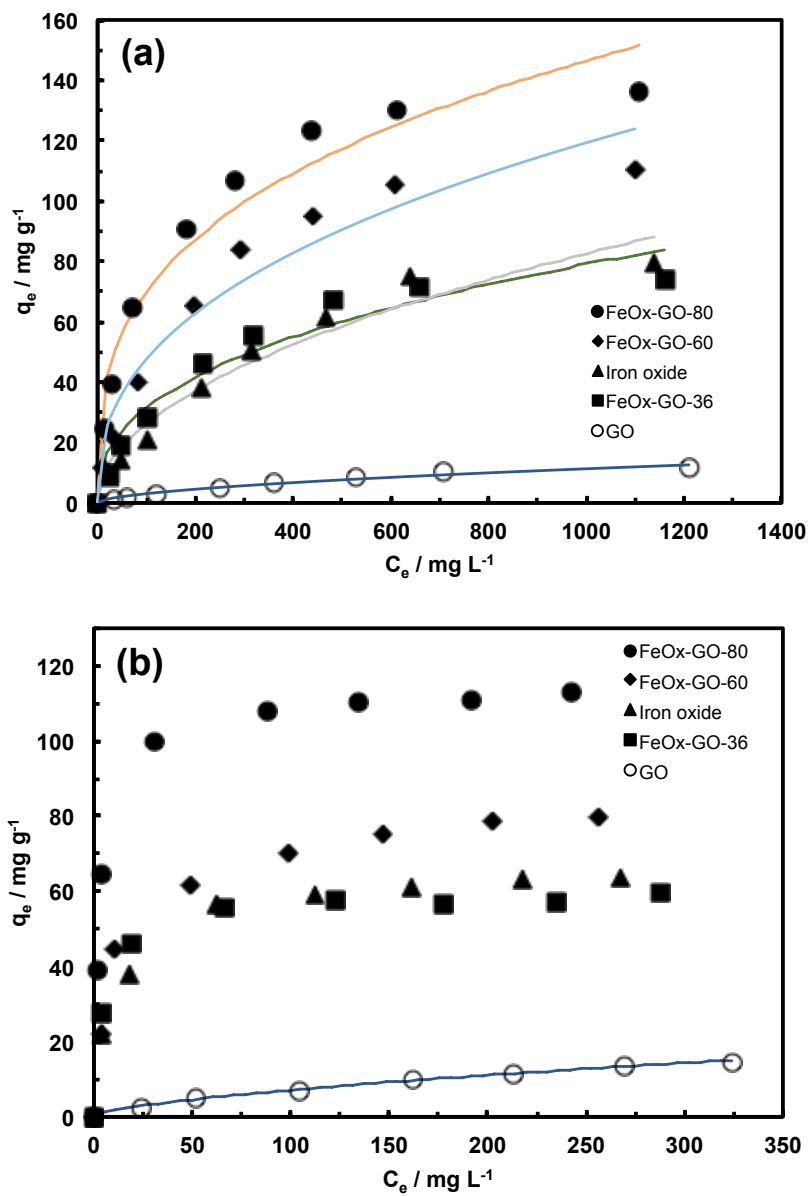 (a)
160
140
120
100
80
60
40
20
0
qe / mg g-1
FeOx-GO-80
FeOx-GO-60
Iron oxide
FeOx-GO-36
GO
0 200 400 600 800 1000 1200 1400
Ce / mg L-1
(b)
120
100
80
60
40
20
0
qe / mg g-1
FeOx-GO-80
FeOx-GO-60
Iron oxide
FeOx-GO-36
GO
0 50 100 150 200 250 300 350
Ce / mg L-1